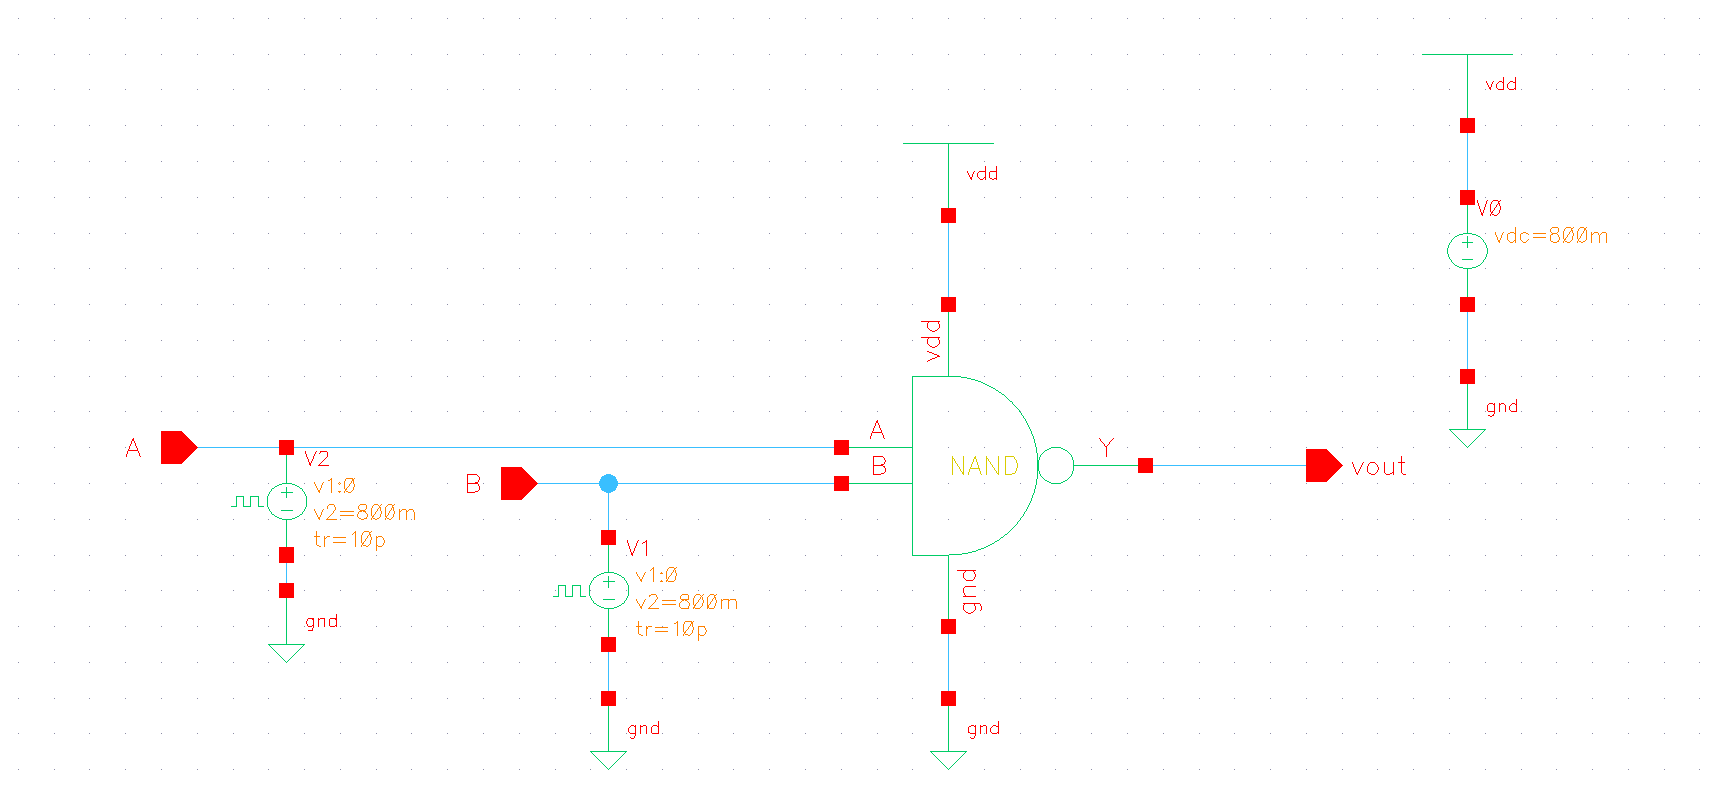 vdd
vdd
V0
vdc=800m
vdd
gnd
A
V2
v1:0
v2=800m
tr=10p
gnd
B
V1
v1:0
v2=800m
tr=10p
gnd
A
B
NAND
Y
vout
gnd
gnd